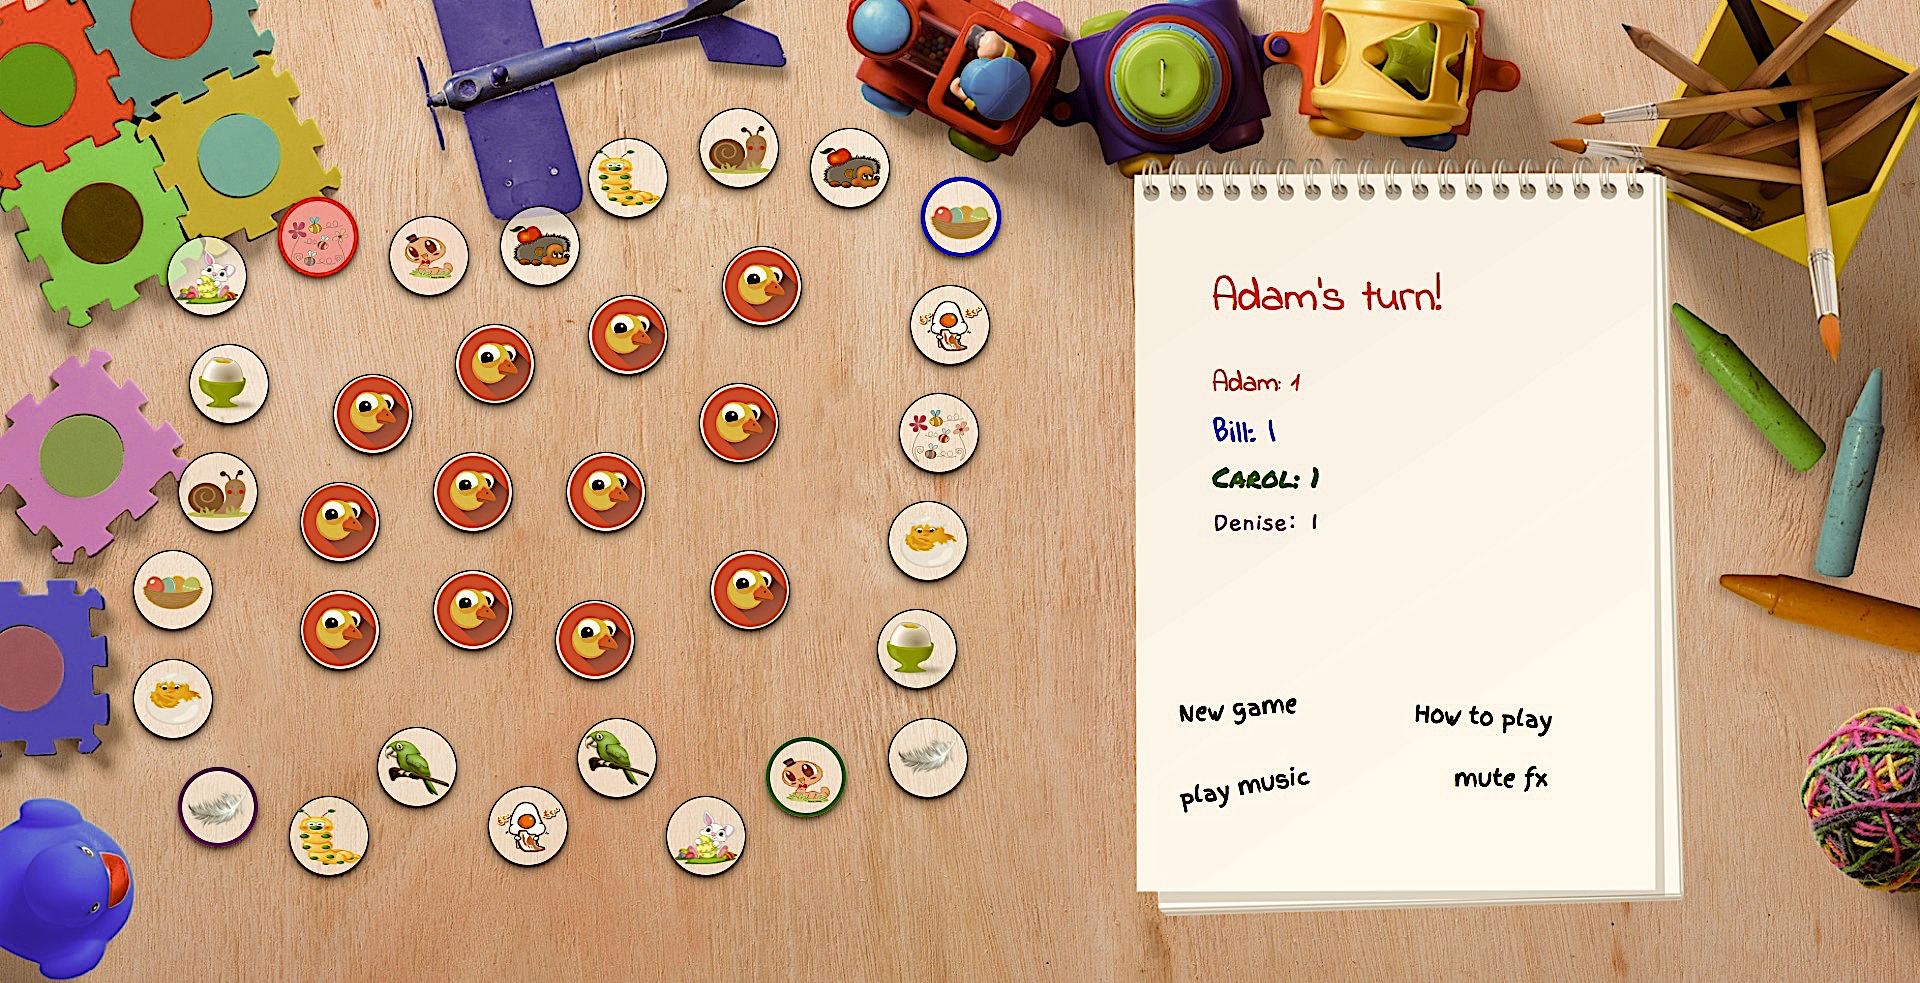 Adam's turn!
Adam: 1
Bill: 1
CAROL: 1
Denise: 1
New game
How to play
play music
mute fx